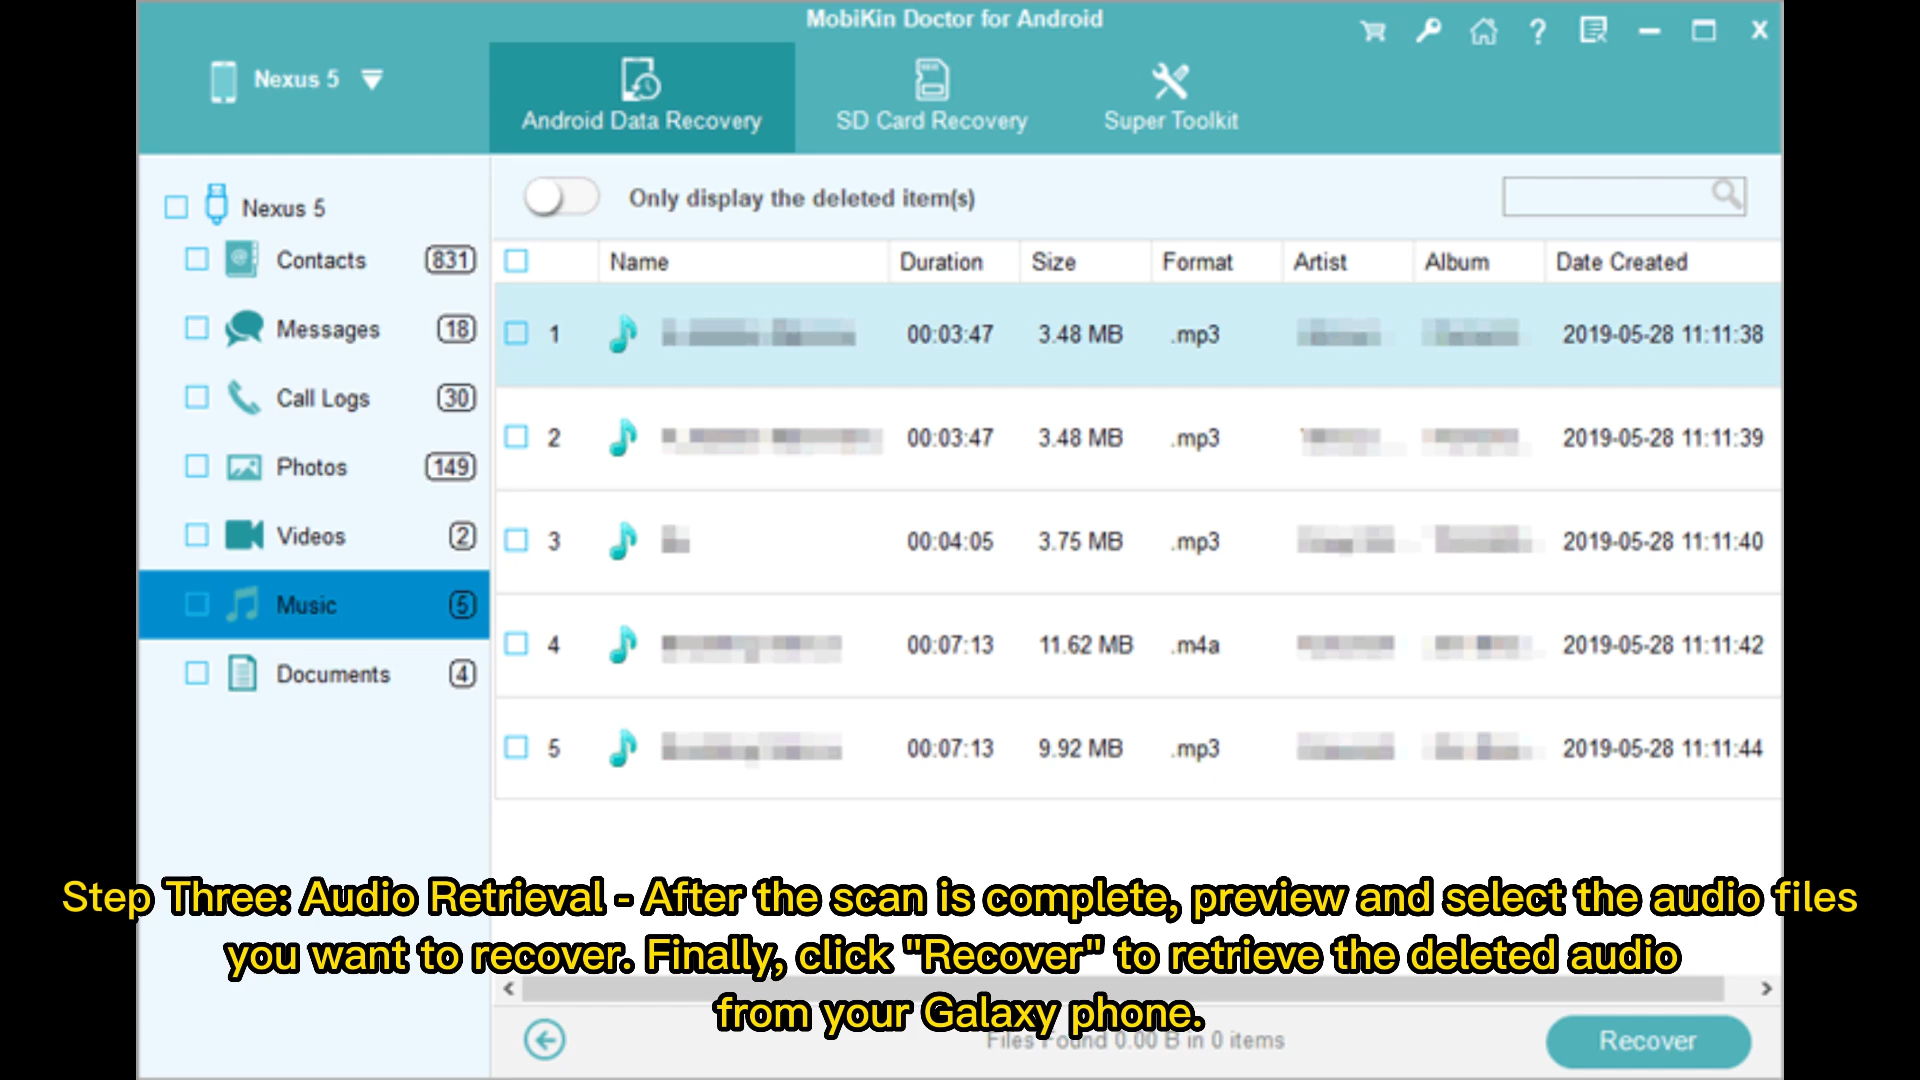 MobiKin Doctor for Android
Nexus 5
Android Data Recovery
SD Card Recovery
Super Toolkit
Nexus 5
Contacts 831
Messages 18
Call Logs 30
Photos 149
Videos 2
Music 5
Documents 4
Only display the deleted item(s)
Name Duration Size Format Artist Album Date Created
1 00:03:47 3.48 MB .mp3 2019-05-28 11:11:38
2 00:03:47 3.48 MB .mp3 2019-05-28 11:11:39
3 00:04:05 3.75 MB .mp3 2019-05-28 11:11:40
4 00:07:13 11.62 MB .m4a 2019-05-28 11:11:42
5 00:07:13 9.92 MB .mp3 2019-05-28 11:11:44
Step Three: Audio Retrieval - After the scan is complete, preview and select the audio files
you want to recover. Finally, click "Recover" to retrieve the deleted audio
from your Galaxy phone.
Files Found 0.00 B in 0 items
Recover